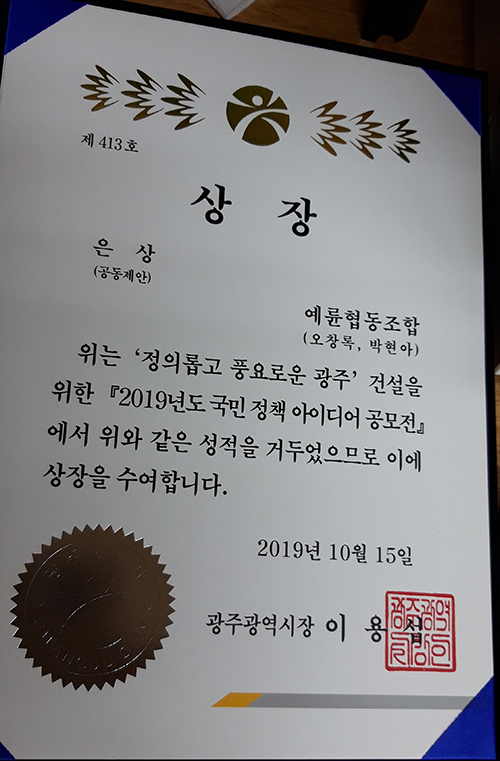 제 413호
상 장
은 상
(공동제안)
예륜협동조합
(오창록, 박현아)
위는 ‘정의롭고 풍요로운 광주’ 건설을
위한 『2019년도 국민 정책 아이디어 공모전』
에서 위와 같은 성적을 거두었으므로 이에
상장을 수여합니다.
2019년 10월 15일
광주광역시장 이 용 섭